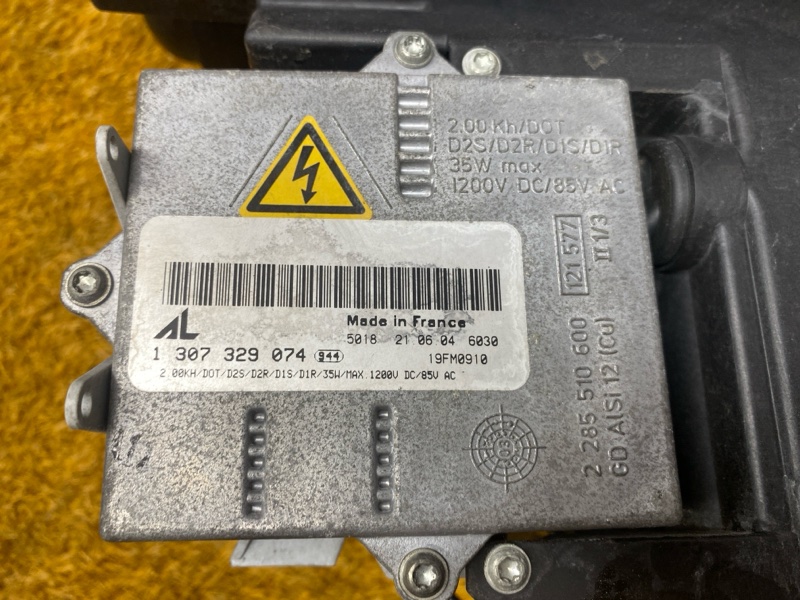 2.00 Kh/DOT
D2S/D2R/D1S/D1R
35W max
1200V DC/85V AC
121 577
II 1/3
AL
Made in France
5018 21 06 04 6030
1 307 329 074 944 19FM0910
2.00KH/DOT/D2S/D2R/D1S/D1R/35W/MAX.1200V DC/85V AC
2 285 510 600
GD AlSi 12 (Cu)